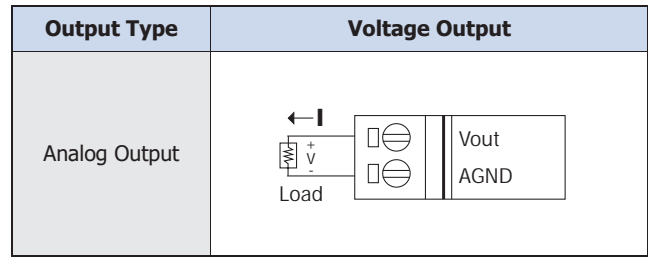 Output Type
Voltage Output
Analog Output
I
+
V
-
Load
Vout
AGND